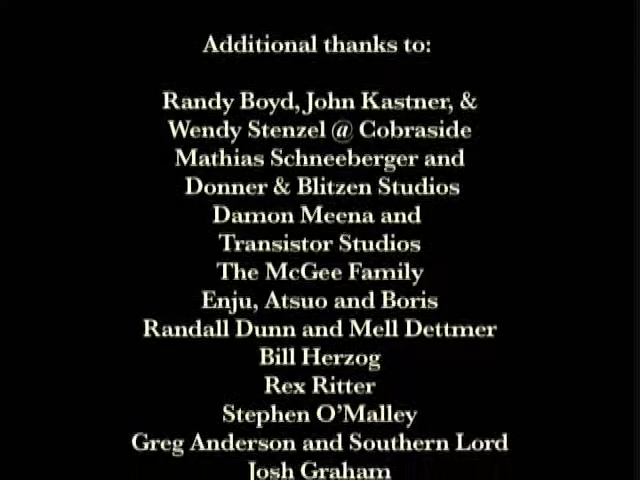 Additional thanks to:
Randy Boyd, John Kastner, &
Wendy Stenzel @ Cobraside
Mathias Schneeberger and
Donner & Blitzen Studios
Damon Meena and
Transistor Studios
The McGee Family
Enju, Atsuo and Boris
Randall Dunn and Mell Dettmer
Bill Herzog
Rex Ritter
Stephen O'Malley
Greg Anderson and Southern Lord
Josh Graham